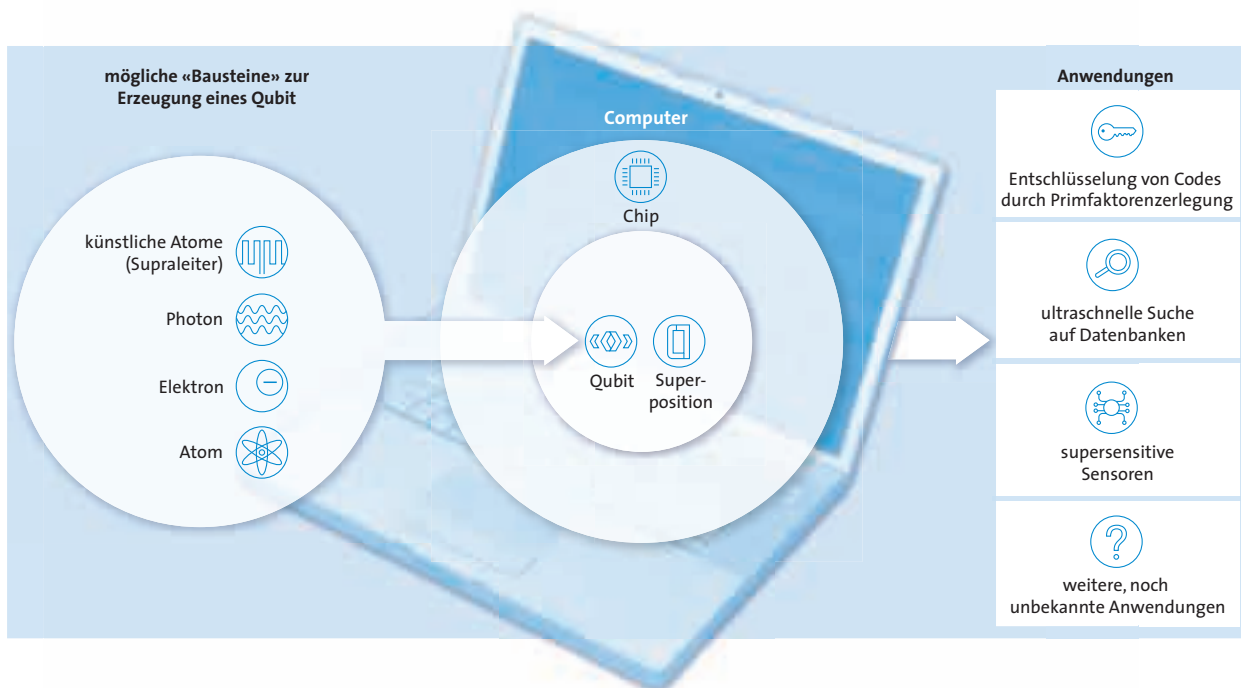 mögliche «Bausteine» zur
Erzeugung eines Qubit
künstliche Atome
(Supraleiter)
Photon
Elektron
Atom
Computer
Chip
Qubit
Super-
position
Anwendungen
Entschlüsselung von Codes
durch Primfaktorenzerlegung
ultraschnelle Suche
auf Datenbanken
supersensitive
Sensoren
weitere, noch
unbekannte Anwendungen